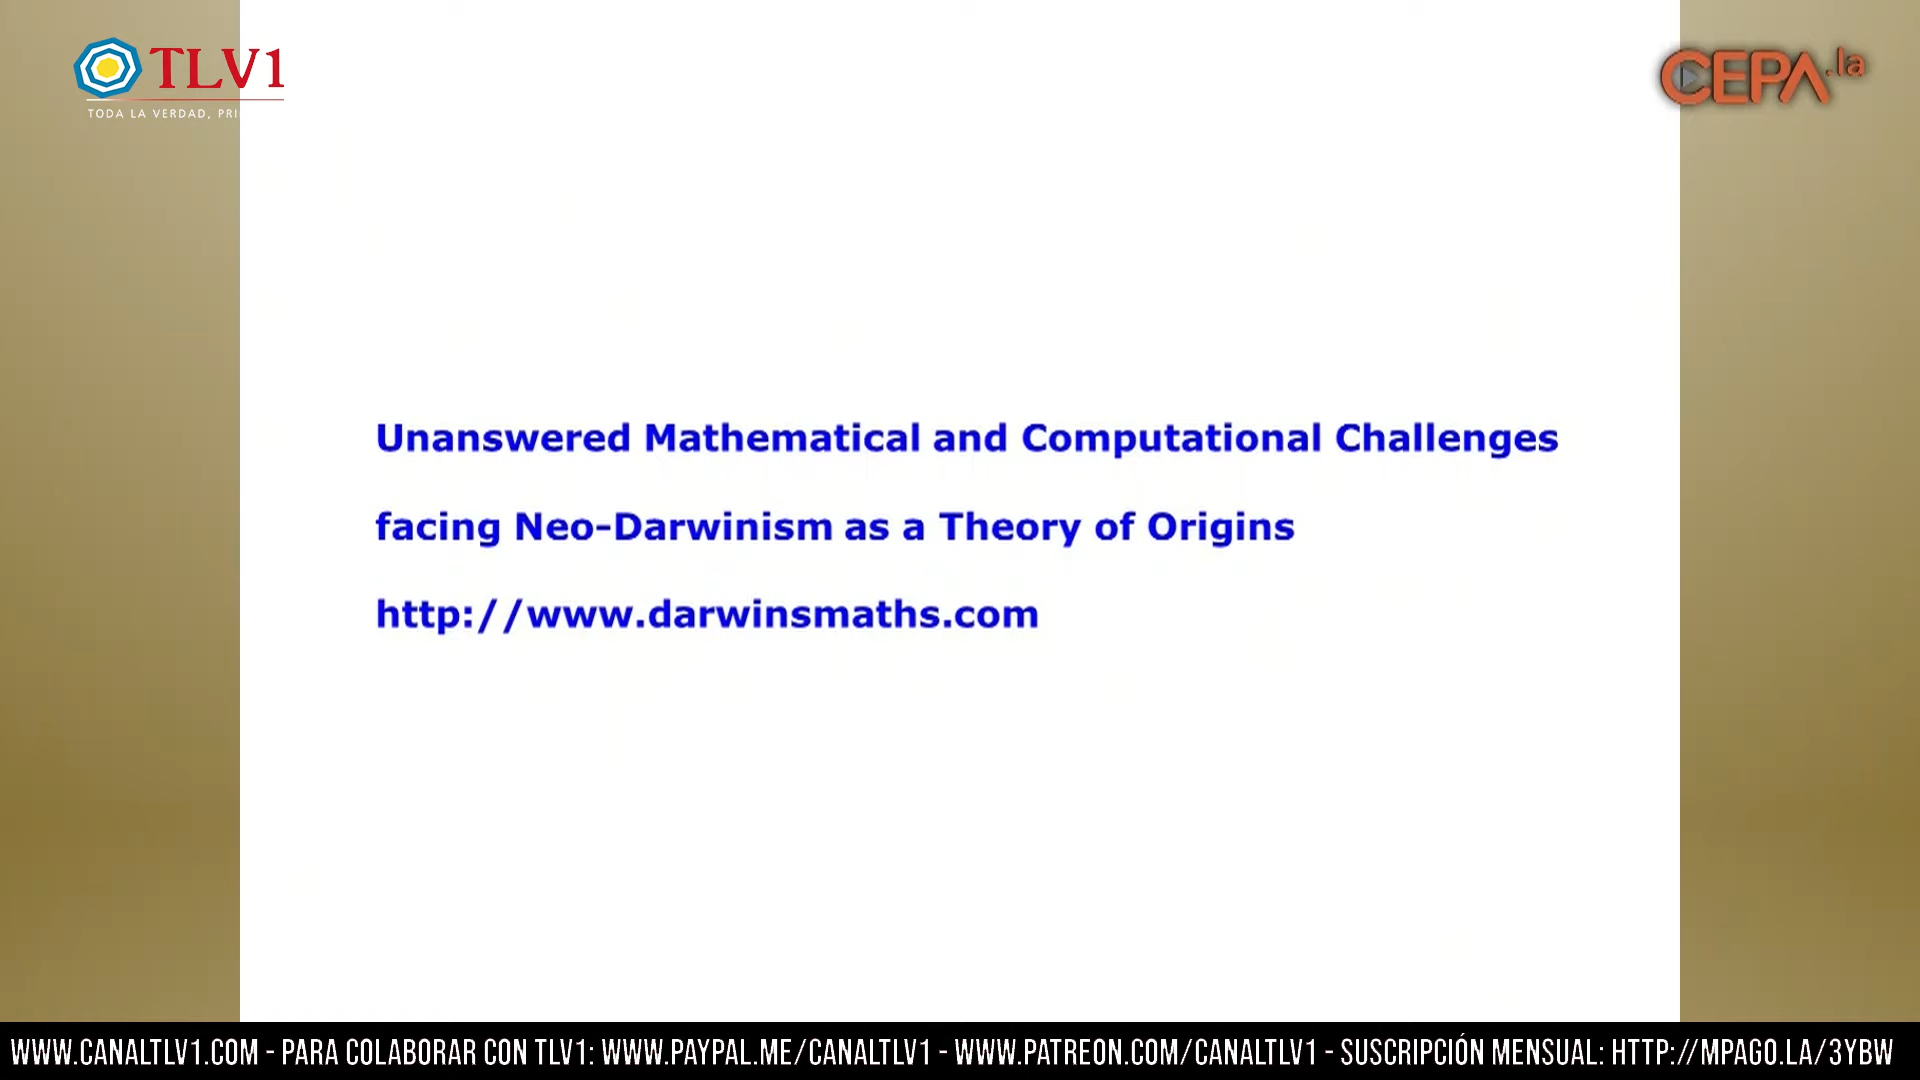 TLV1
TODA LA VERDAD, PRI
CEPA.la
Unanswered Mathematical and Computational Challenges
facing Neo-Darwinism as a Theory of Origins
http://www.darwinsmaths.com
WWW.CANALTLV1.COM - PARA COLABORAR CON TLV1: WWW.PAYPAL.ME/CANALTLV1 - WWW.PATREON.COM/CANALTLV1 - SUSCRIPCIÓN MENSUAL: HTTP://MPAGO.LA/3YBW